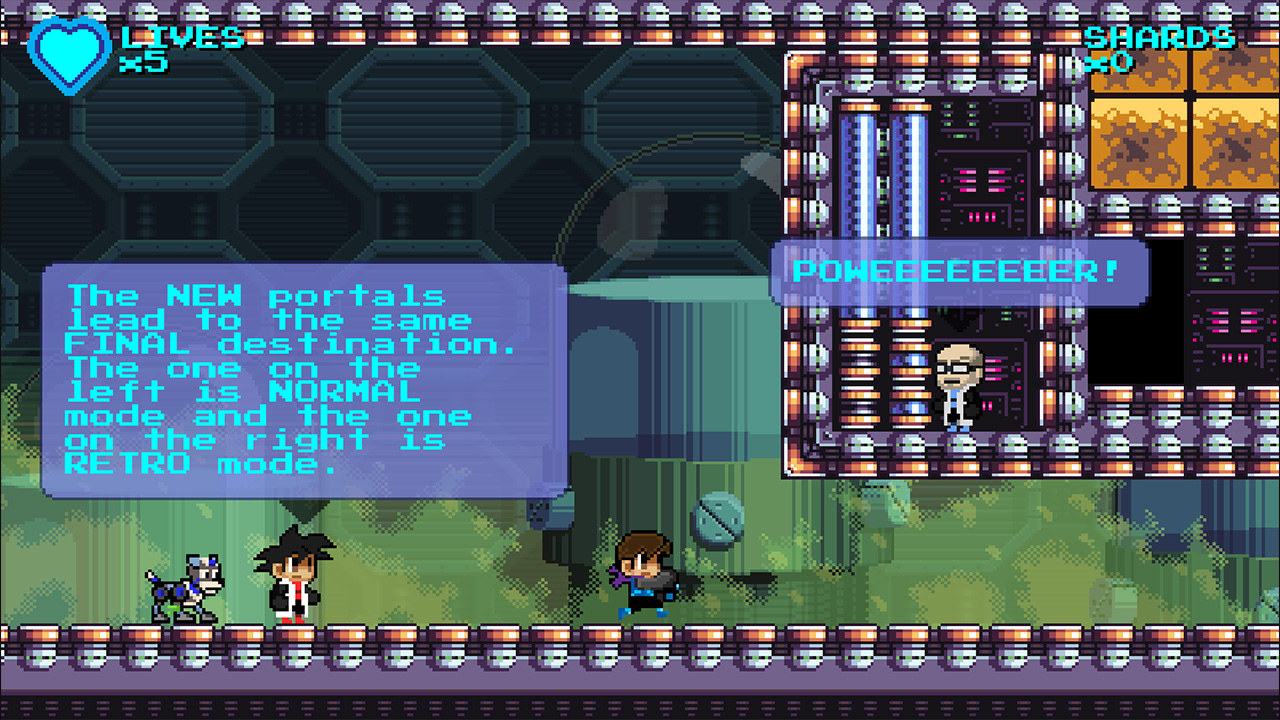 LIVES
x5
SHARDS
x0
The NEW portals
lead to the same
FINAL destination.
The one on the
left is NORMAL
mode and the one
on the right is
RETRO mode.
POWEEEEEEEEER!